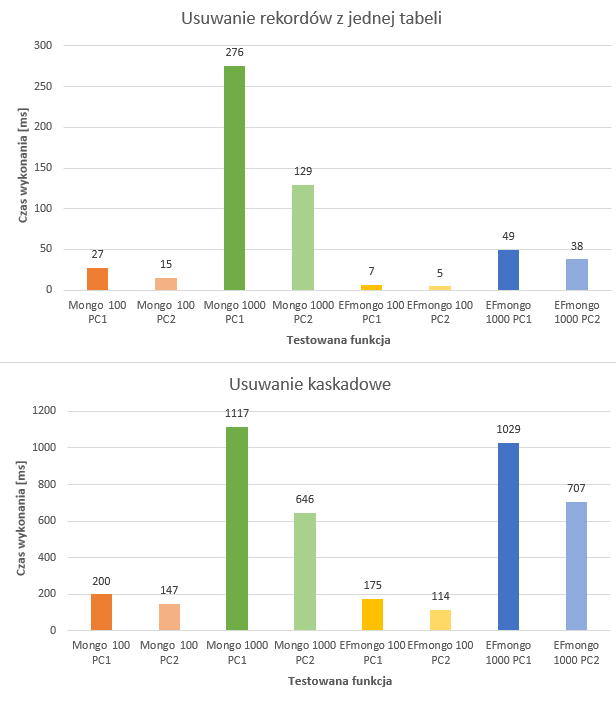 Usuwanie rekordów z jednej tabeli
Czas wykonania [ms]
300
250
200
150
100
50
0
27
15
276
129
7
5
49
38
Mongo 100 PC1
Mongo 100 PC2
Mongo 1000 PC1
Mongo 1000 PC2
EFmongo 100 PC1
EFmongo 100 PC2
EFmongo 1000 PC1
EFmongo 1000 PC2
Testowana funkcja
Usuwanie kaskadowe
Czas wykonania [ms]
1200
1000
800
600
400
200
0
200
147
1117
646
175
114
1029
707
Mongo 100 PC1
Mongo 100 PC2
Mongo 1000 PC1
Mongo 1000 PC2
EFmongo 100 PC1
EFmongo 100 PC2
EFmongo 1000 PC1
EFmongo 1000 PC2
Testowana funkcja